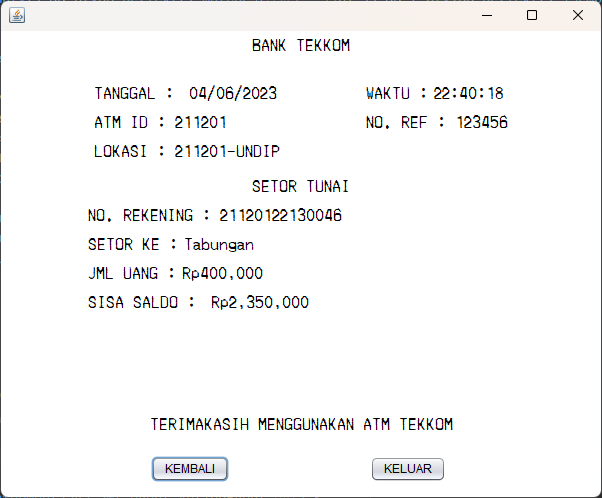 BANK TEKKOM
TANGGAL : 04/06/2023 WAKTU : 22:40:18
ATM ID : 211201 NO. REF : 123456
LOKASI : 211201-UNDIP
SETOR TUNAI
NO. REKENING : 21120122130046
SETOR KE : Tabungan
JML UANG : Rp400,000
SISA SALDO : Rp2,350,000
TERIMAKASIH MENGGUNAKAN ATM TEKKOM
KEMBALI KELUAR